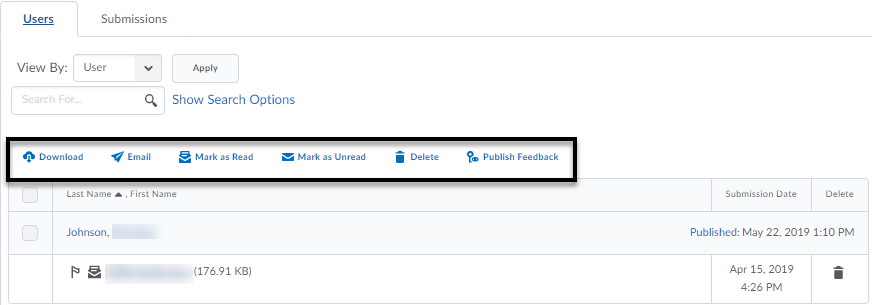 Users Submissions
View By: User Apply
Search For... Show Search Options
Download Email Mark as Read Mark as Unread Delete Publish Feedback
Last Name , First Name Submission Date Delete
Johnson, Published: May 22, 2019 1:10 PM
(176.91 KB) Apr 15, 2019
4:26 PM